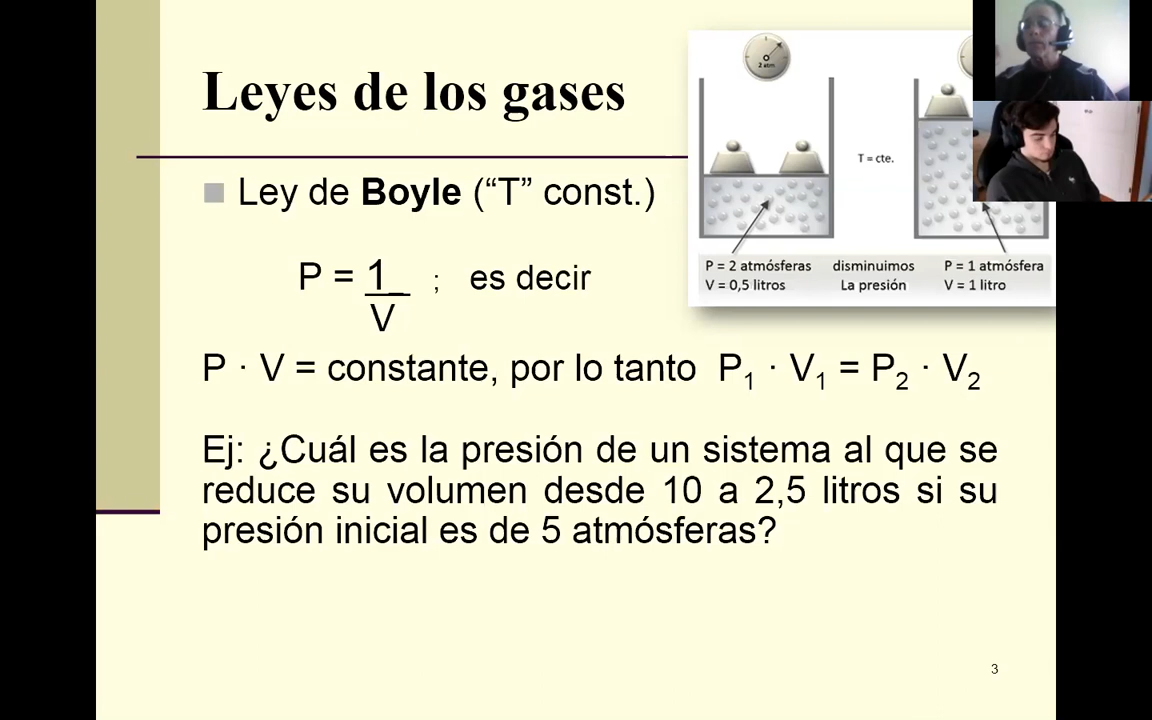 Leyes de los gases
Ley de Boyle (“T” const.)
P = 1_ ; es decir
V
P · V = constante, por lo tanto P₁ · V₁ = P₂ · V₂
Ej: ¿Cuál es la presión de un sistema al que se
reduce su volumen desde 10 a 2,5 litros si su
presión inicial es de 5 atmósferas?
2 atm
T = cte.
P = 2 atmósferas disminuimos P = 1 atmósfera
V = 0,5 litros La presión V = 1 litro
3